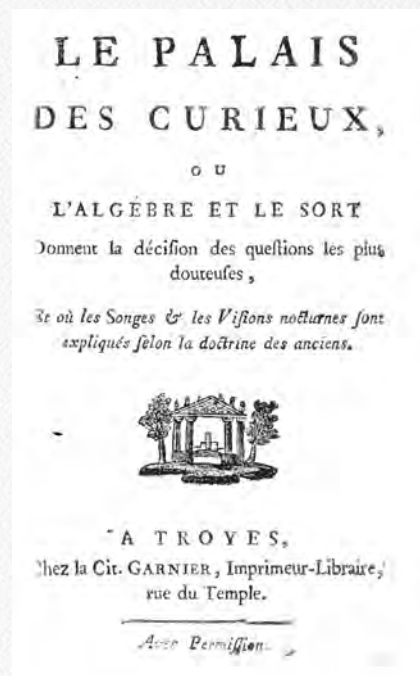 LE PALAIS
DES CURIEUX,
OU
L'ALGÈBRE ET LE SORT
Donnent la déciſion des queſtions les plus
douteuſes,
Et où les Songes & les Viſions nocturnes ſont
expliqués ſelon la doctrine des anciens.
A TROYES,
Chez la Cit. GARNIER, Imprimeur-Libraire,
rue du Temple.
Avec Permiſſion.